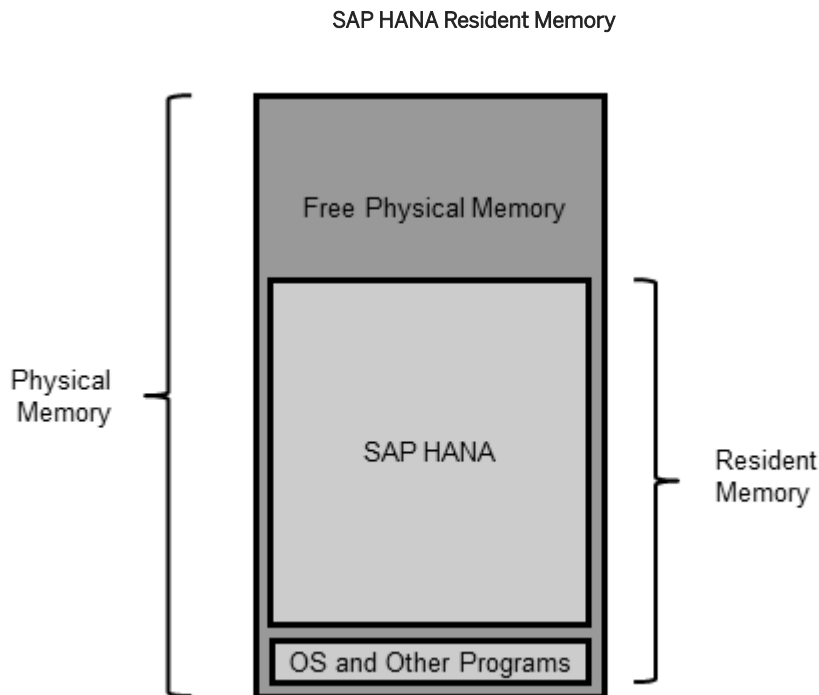 SAP HANA Resident Memory
Free Physical Memory
Physical
Memory
SAP HANA
Resident
Memory
OS and Other Programs